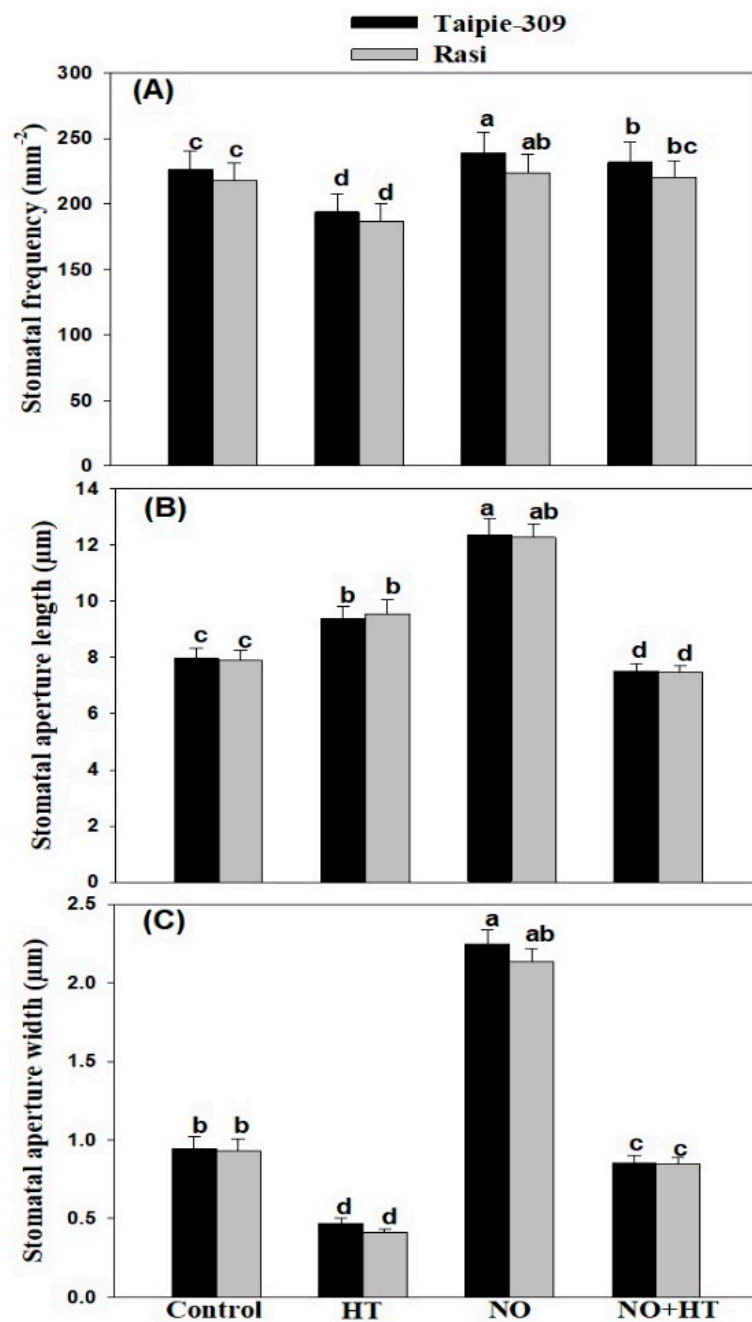 Taipie-309
Rasi
(A)
Stomatal frequency (mm-2)
300
250
200
150
100
50
0
c c d d a ab b bc
(B)
Stomatal aperture length (µm)
14
12
10
8
6
4
2
0
c c b b a ab d d
(C)
Stomatal aperture width (µm)
2.5
2.0
1.5
1.0
0.5
0.0
b b d d a ab c c
Control HT NO NO+HT